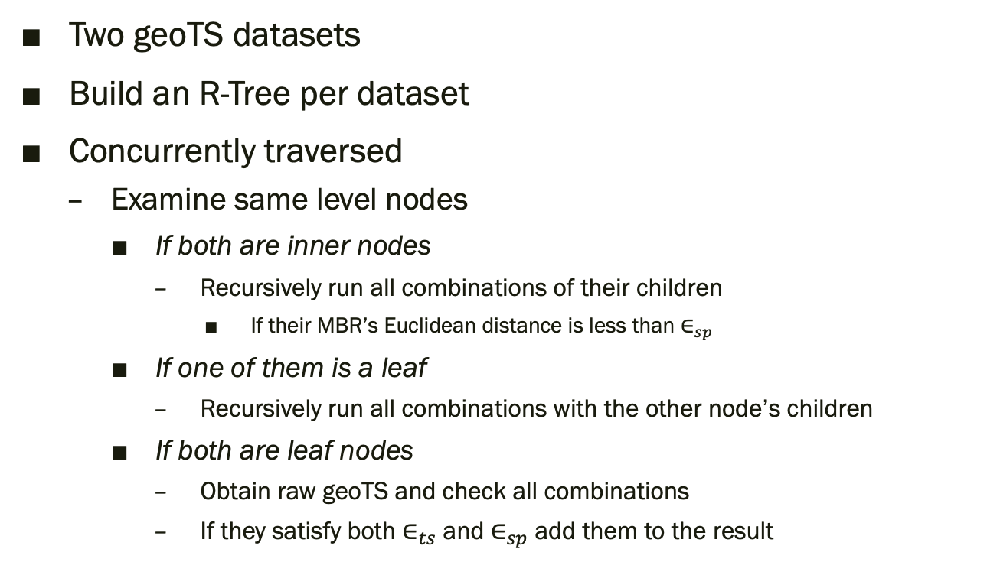 ■ Two geoTS datasets
■ Build an R-Tree per dataset
■ Concurrently traversed
– Examine same level nodes
■ If both are inner nodes
– Recursively run all combinations of their children
■ If their MBR’s Euclidean distance is less than ∈sp
■ If one of them is a leaf
– Recursively run all combinations with the other node’s children
■ If both are leaf nodes
– Obtain raw geoTS and check all combinations
– If they satisfy both ∈ts and ∈sp add them to the result